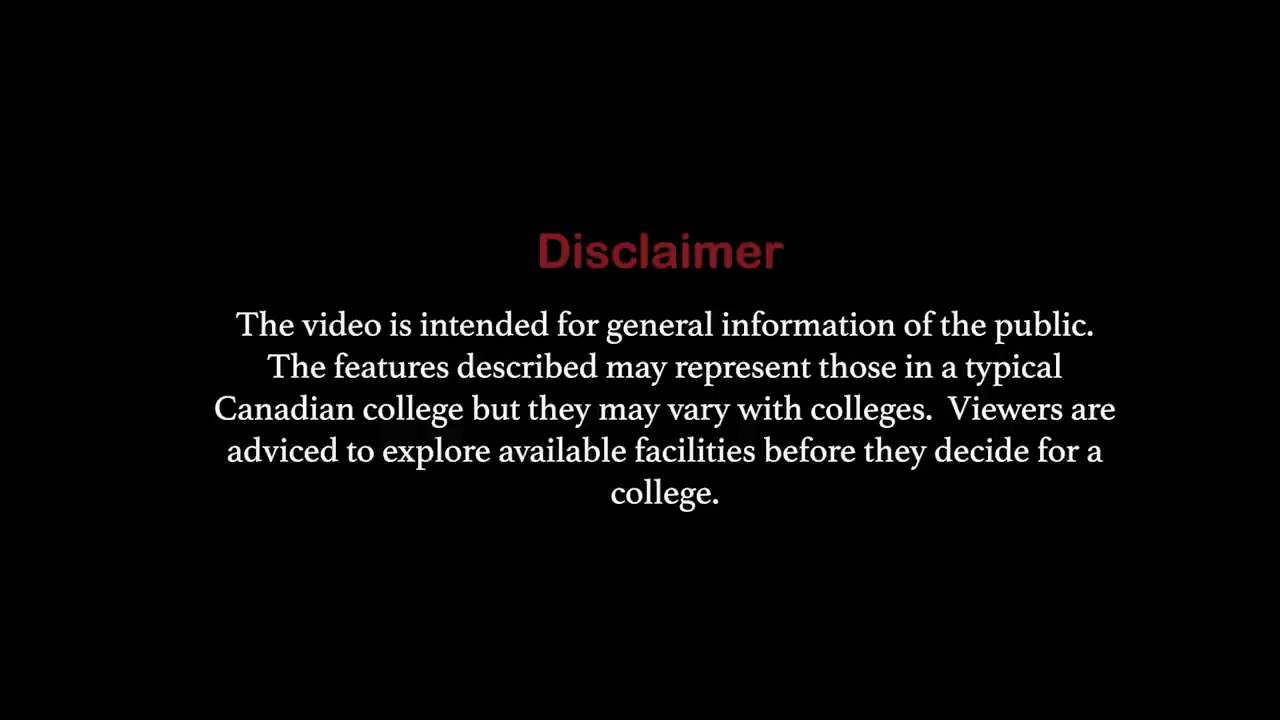 Disclaimer
The video is intended for general information of the public.
The features described may represent those in a typical
Canadian college but they may vary with colleges.  Viewers are
adviced to explore available facilities before they decide for a
college.